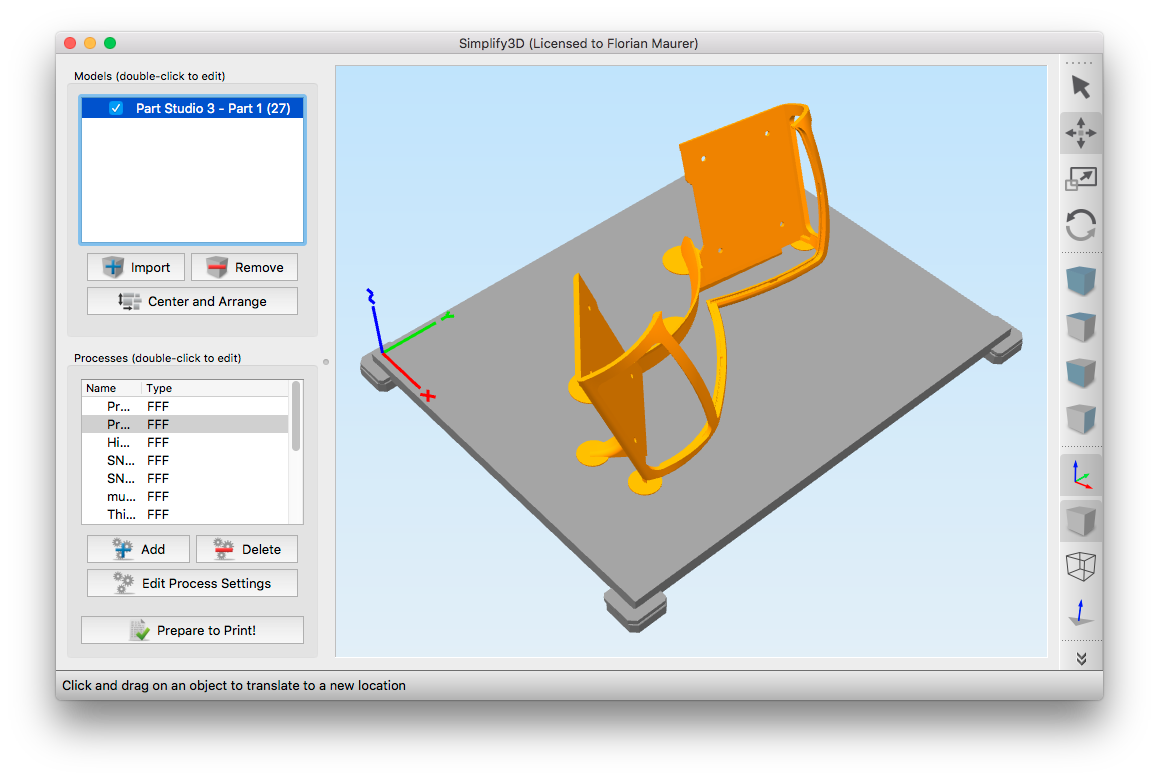 Simplify3D (Licensed to Florian Maurer)
Models (double-click to edit)
Part Studio 3 - Part 1 (27)
Import
Remove
Center and Arrange
Processes (double-click to edit)
Name Type
Pr... FFF
Pr... FFF
Hi... FFF
SN... FFF
SN... FFF
mu... FFF
Thi... FFF
Add
Delete
Edit Process Settings
Prepare to Print!
Z
Y
X
Click and drag on an object to translate to a new location